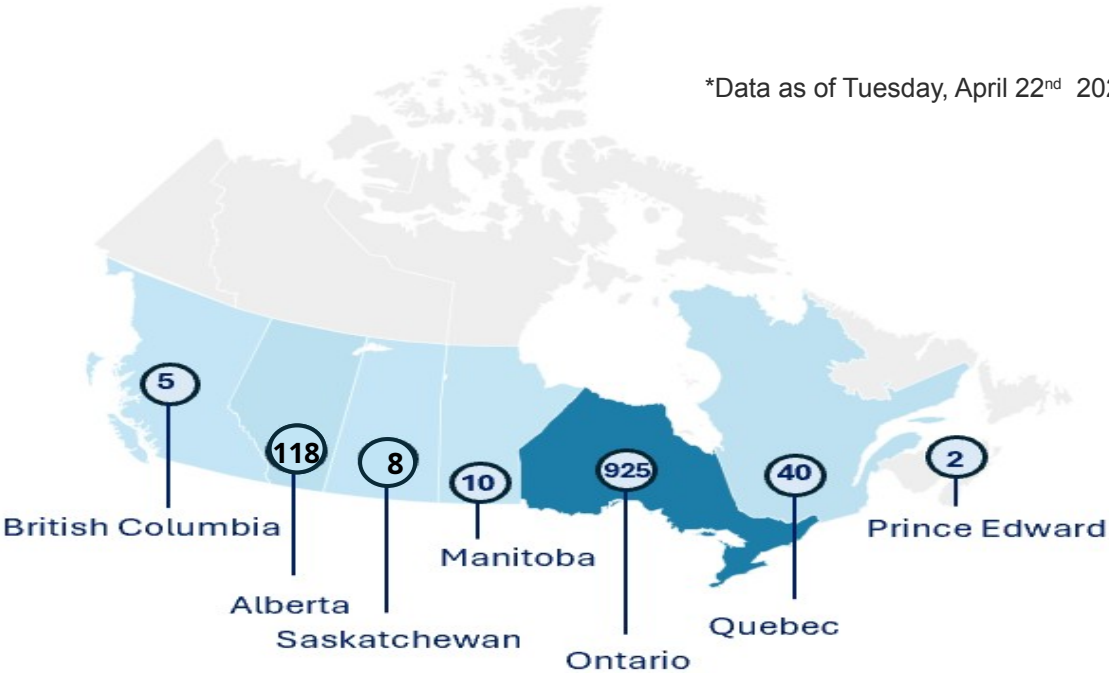 *Data as of Tuesday, April 22nd 202
5
118
8
10
925
40
2
British Columbia
Alberta
Saskatchewan
Manitoba
Ontario
Quebec
Prince Edward